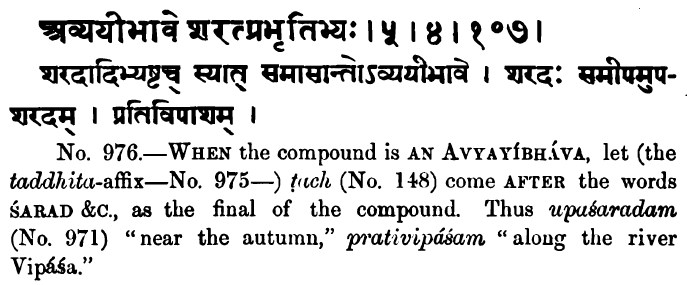 अव्ययीभावे शरत्प्रभृतिभ्यः । ५ । ४ । १०७ ।
शरदादिभ्यष्टच् स्यात् समासान्तोऽव्ययीभावे । शरदः समीपमुप-
शरदम् । प्रतिविपाशम् ।
No. 976.—WHEN the compound is AN AVYAYÍBHÁVA, let (the
taddhita-affix—No. 975—) ṭach (No. 148) come AFTER the words
ŚARAD &C., as the final of the compound. Thus upaśaradam
(No. 971) “near the autumn,” prativipáśam “along the river
Vipáśa.”